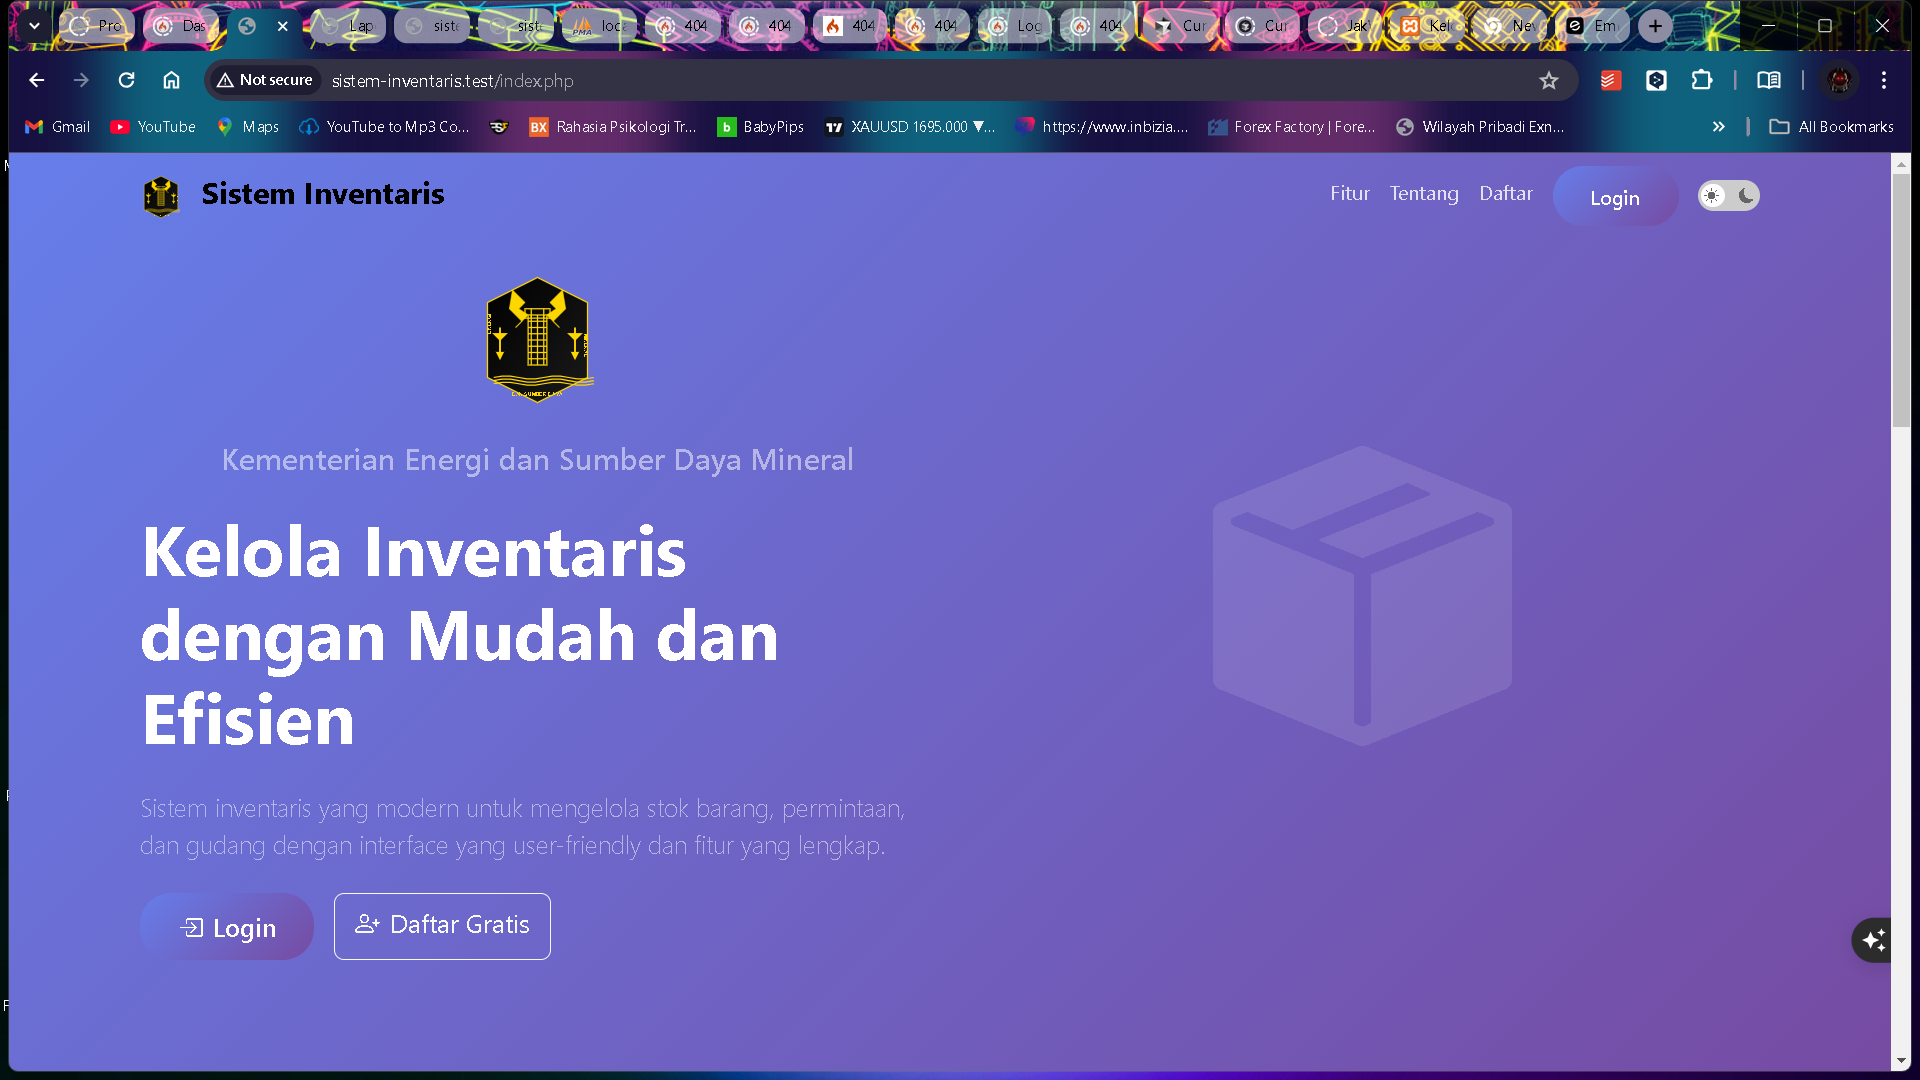 Pro
Das
Lap
siste
sist
loca
404
404
404
404
Log
404
Cur
Cur
Jak
Kel
Nev
Em
Not secure
sistem-inventaris.test/index.php
Gmail
YouTube
Maps
YouTube to Mp3 Co...
Rahasia Psikologi Tr...
BabyPips
XAUUSD 1695.000 ▼...
https://www.inbizia....
Forex Factory | Fore...
Wilayah Pribadi Exn...
All Bookmarks
Sistem Inventaris
Fitur
Tentang
Daftar
Login
Kementerian Energi dan Sumber Daya Mineral
Kelola Inventaris
dengan Mudah dan
Efisien
Sistem inventaris yang modern untuk mengelola stok barang, permintaan,
dan gudang dengan interface yang user-friendly dan fitur yang lengkap.
Login
Daftar Gratis